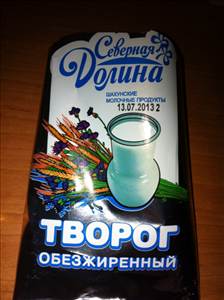 Северная
Долина
ШАХУНСКИЕ
МОЛОЧНЫЕ ПРОДУКТЫ
13.07.2013 2
ТВОРОГ
ОБЕЗЖИРЕННЫЙ